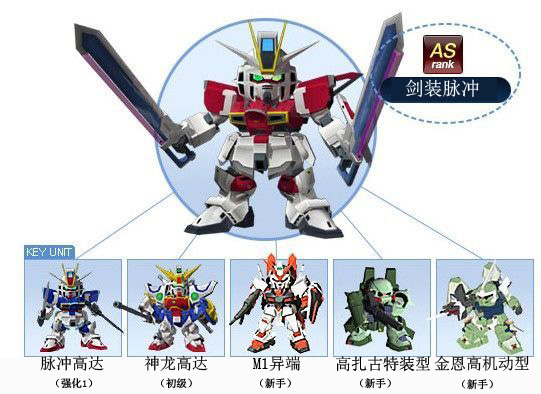 AS
rank
剑装脉冲
KEY UNIT
脉冲高达
神龙高达
M1异端
高扎古特装型
金恩高机动型
（强化1）
（初级）
（新手）
（新手）
（新手）